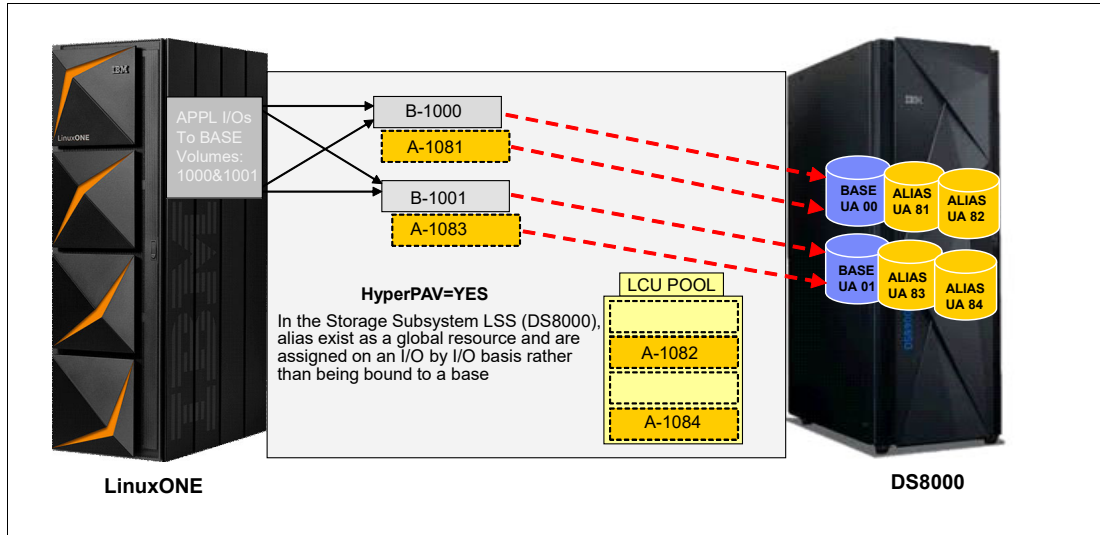 IBM
LinuxONE
APPL I/Os
To BASE
Volumes:
1000&1001
B-1000
A-1081
B-1001
A-1083
HyperPAV=YES
In the Storage Subsystem LSS (DS8000),
alias exist as a global resource and are
assigned on an I/O by I/O basis rather
than being bound to a base
LCU POOL
A-1082
A-1084
IBM
BASE
UA 00
ALIAS
UA 81
ALIAS
UA 82
BASE
UA 01
ALIAS
UA 83
ALIAS
UA 84
LinuxONE
DS8000